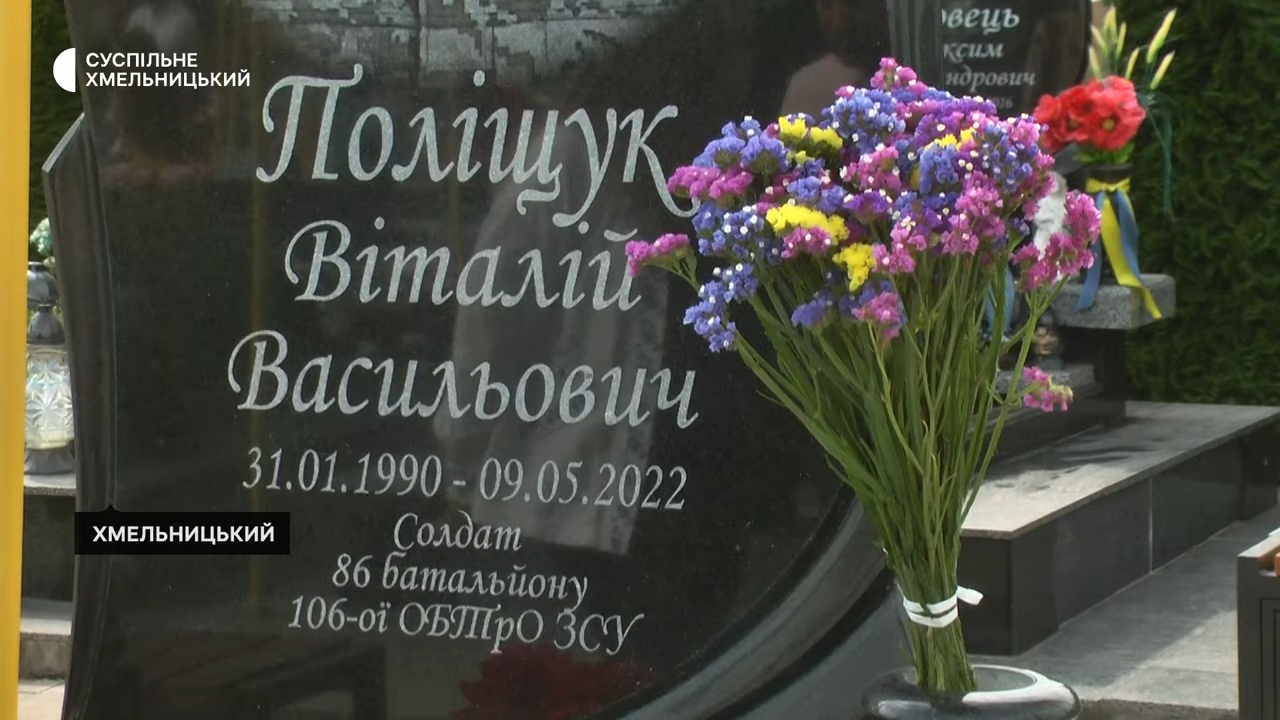 СУСПІЛЬНЕ
ХМЕЛЬНИЦЬКИЙ
Поліщук
Віталій
Васильович
31.01.1990 - 09.05.2022
Солдат
86 батальйону
106-ої ОБТрО ЗСУ
ХМЕЛЬНИЦЬКИЙ